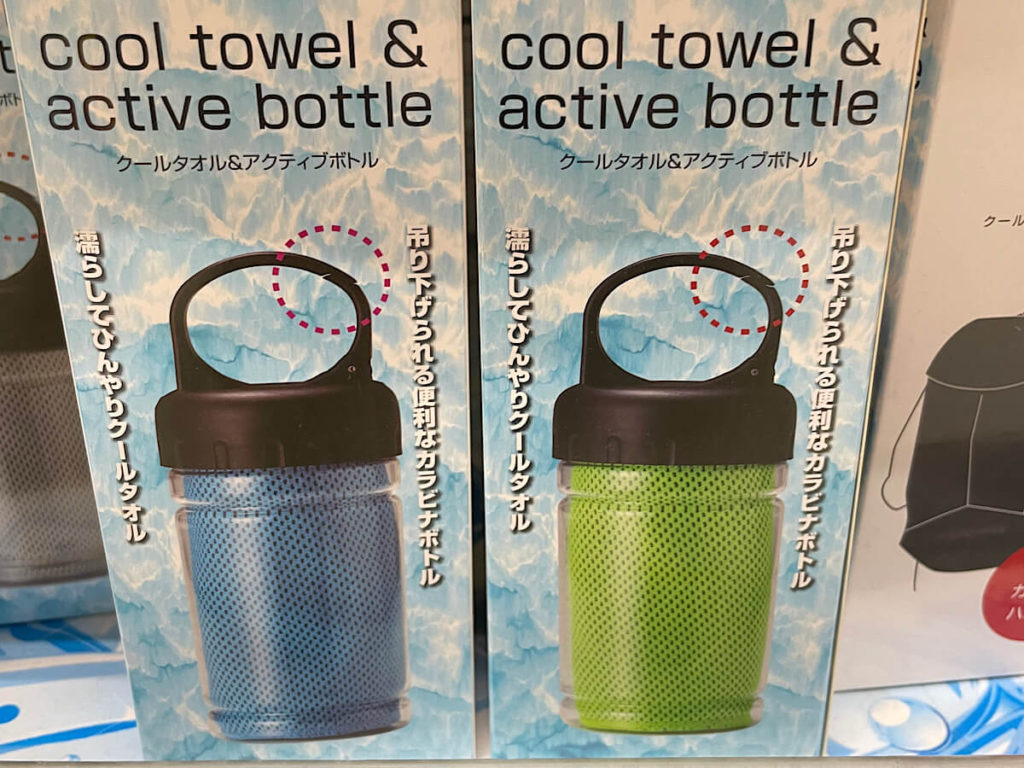 cool towel &
active bottle
クールタオル&アクティブボトル
濡らしてひんやりクールタオル
吊り下げられる便利なカラビナボトル
cool towel &
active bottle
クールタオル&アクティブボトル
濡らしてひんやりクールタオル
吊り下げられる便利なカラビナボトル
クール